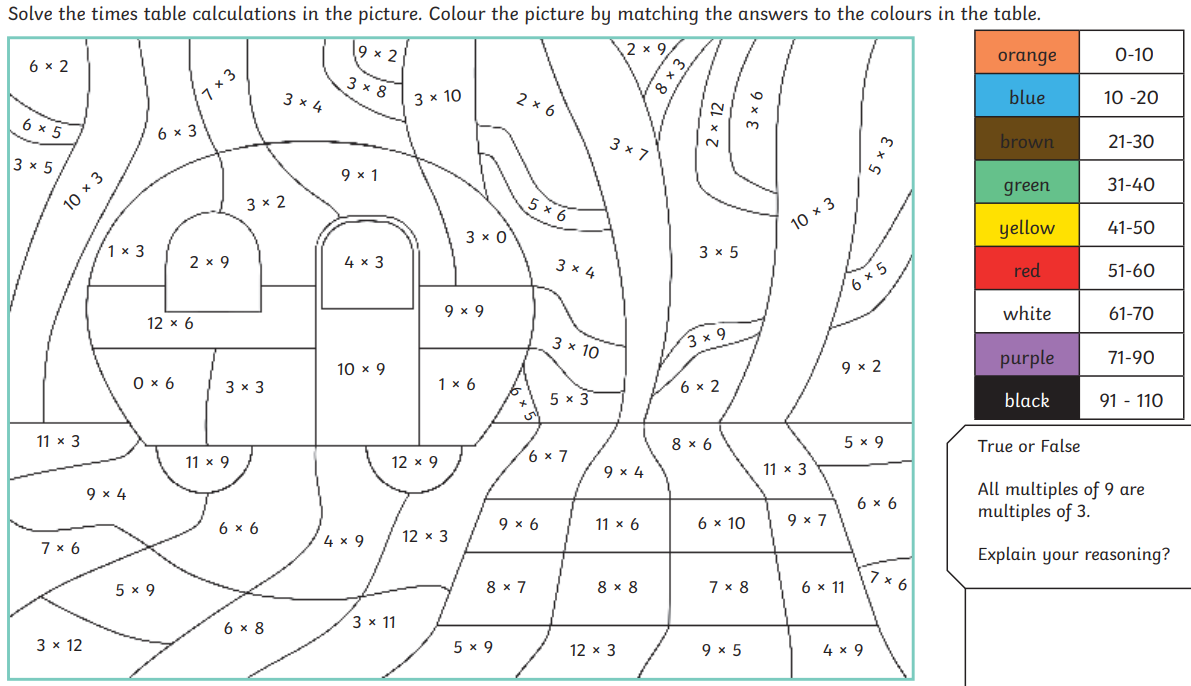 Solve the times table calculations in the picture. Colour the picture by matching the answers to the colours in the table.
6 × 2
7 × 3
3 × 4
9 × 2
3 × 8
3 × 10
2 × 6
2 × 9
8 × 3
2 × 12
3 × 6
6 × 5
6 × 3
3 × 7
5 × 3
3 × 5
10 × 3
9 × 1
3 × 2
5 × 6
10 × 3
1 × 3
2 × 9
4 × 3
3 × 0
3 × 4
3 × 5
6 × 5
12 × 6
9 × 9
3 × 10
3 × 9
0 × 6
3 × 3
10 × 9
1 × 6
6 × 5
5 × 3
6 × 2
9 × 2
11 × 3
11 × 9
12 × 9
6 × 7
9 × 4
8 × 6
11 × 3
5 × 9
9 × 4
6 × 6
4 × 9
12 × 3
9 × 6
11 × 6
6 × 10
9 × 7
6 × 6
7 × 6
5 × 9
8 × 7
8 × 8
7 × 8
6 × 11
7 × 6
3 × 12
6 × 8
3 × 11
5 × 9
12 × 3
9 × 5
4 × 9
orange 0-10
blue 10 -20
brown 21-30
green 31-40
yellow 41-50
red 51-60
white 61-70
purple 71-90
black 91 - 110
True or False
All multiples of 9 are
multiples of 3.
Explain your reasoning?